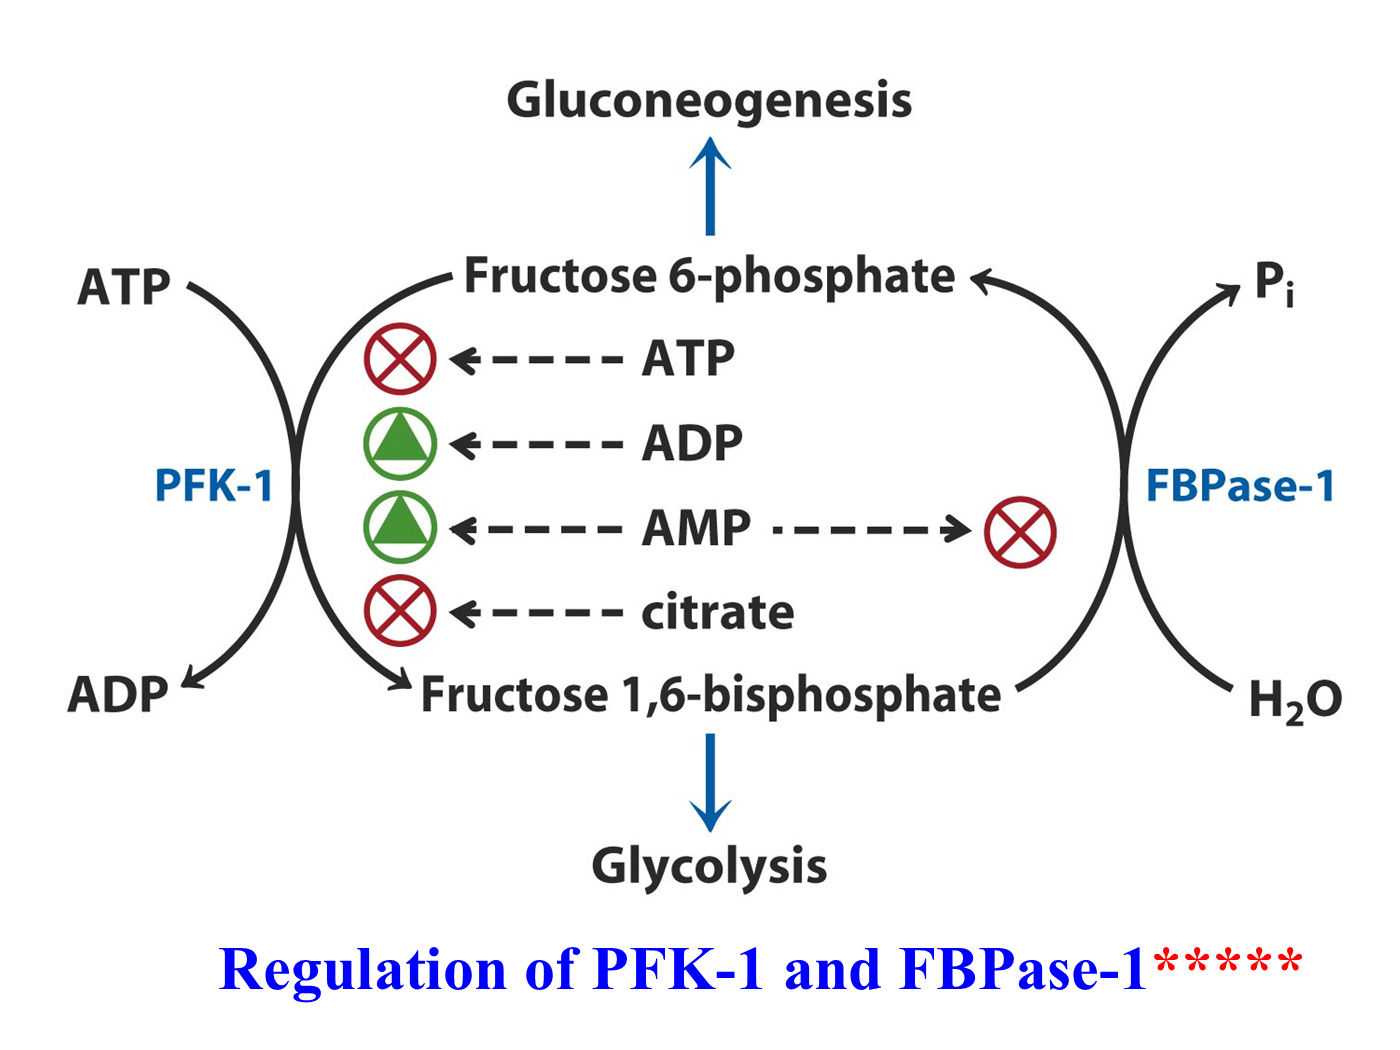 Gluconeogenesis
ATP
Fructose 6-phosphate
Pi
ATP
ADP
PFK-1
FBPase-1
AMP
citrate
ADP
Fructose 1,6-bisphosphate
H₂O
Glycolysis
Regulation of PFK-1 and FBPase-1*****